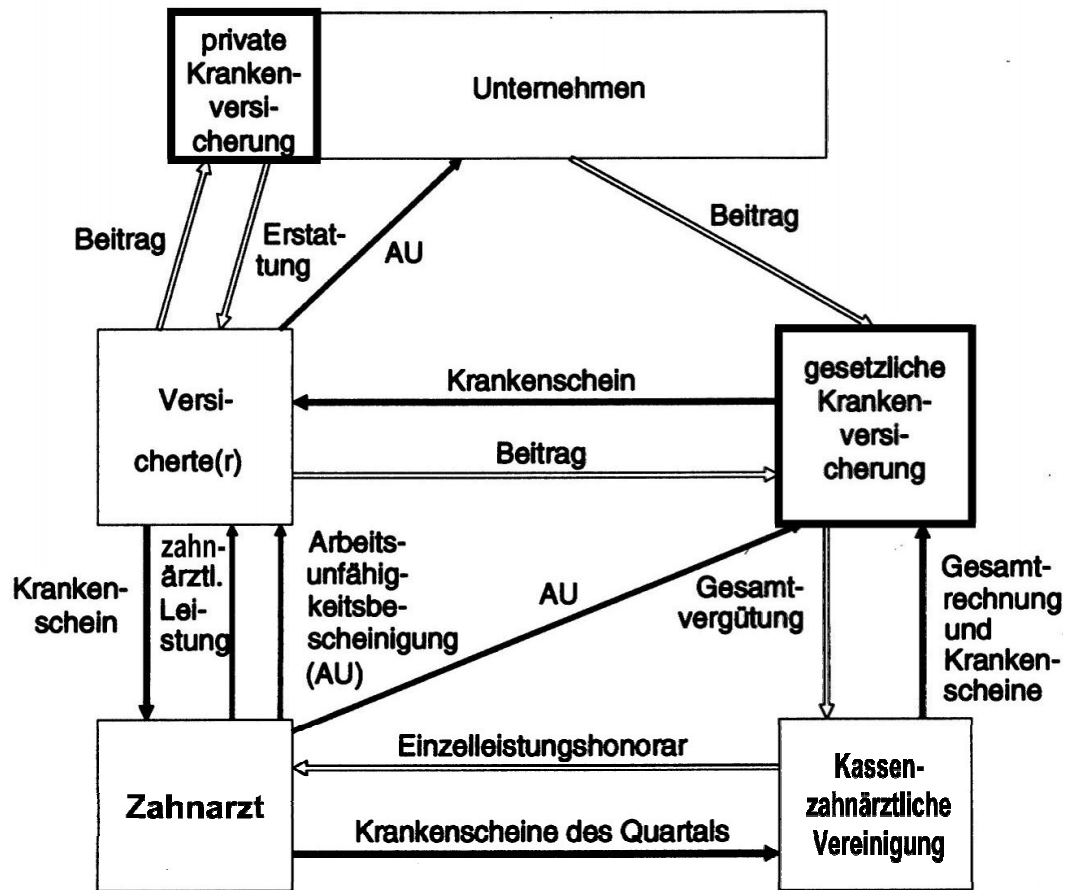 private
Kranken-
versi-
cherung
Unternehmen
Beitrag
Erstat-
tung
AU
Beitrag
Versi-
cherte(r)
Krankenschein
Beitrag
gesetzliche
Kranken-
versi-
cherung
Kranken-
schein
zahn-
ärztl.
Lei-
stung
Arbeits-
unfähig-
keitsbe-
scheinigung
(AU)
AU
Gesamt-
vergütung
Gesamt-
rechnung
und
Kranken-
scheine
Zahnarzt
Einzelleistungshonorar
Krankenscheine des Quartals
Kassen-
zahnärztliche
Vereinigung